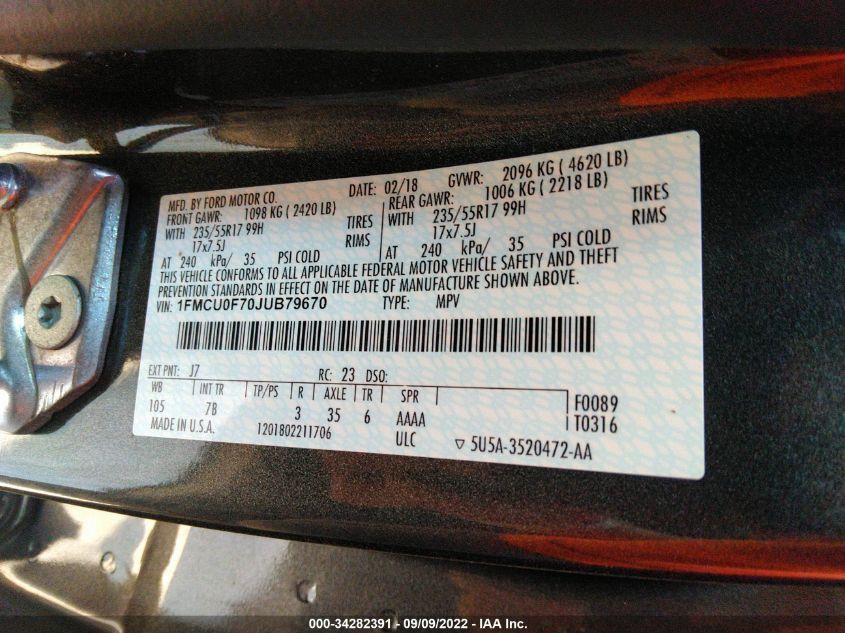 MFD. BY FORD MOTOR CO. DATE: 02/18 GVWR: 2096 KG ( 4620 LB)
FRONT GAWR: 1098 KG ( 2420 LB) REAR GAWR: 1006 KG ( 2218 LB)
WITH 235/55R17 99H TIRES WITH 235/55R17 99H TIRES
17x7.5J RIMS 17x7.5J RIMS
AT 240 kPa/ 35 PSI COLD AT 240 kPa/ 35 PSI COLD
THIS VEHICLE CONFORMS TO ALL APPLICABLE FEDERAL MOTOR VEHICLE SAFETY AND THEFT
PREVENTION STANDARDS IN EFFECT ON THE DATE OF MANUFACTURE SHOWN ABOVE.
VIN: 1FMCU0F70JUB79670 TYPE: MPV
EXT PNT: J7 RC: 23 DSO:
WB INT TR TP/PS R AXLE TR SPR
105 7B 3 35 6 AAAA F0089
MADE IN U.S.A. 1201802211706 ULC T0316
▽ 5U5A-3520472-AA
000-34282391 - 09/09/2022 - IAA Inc.